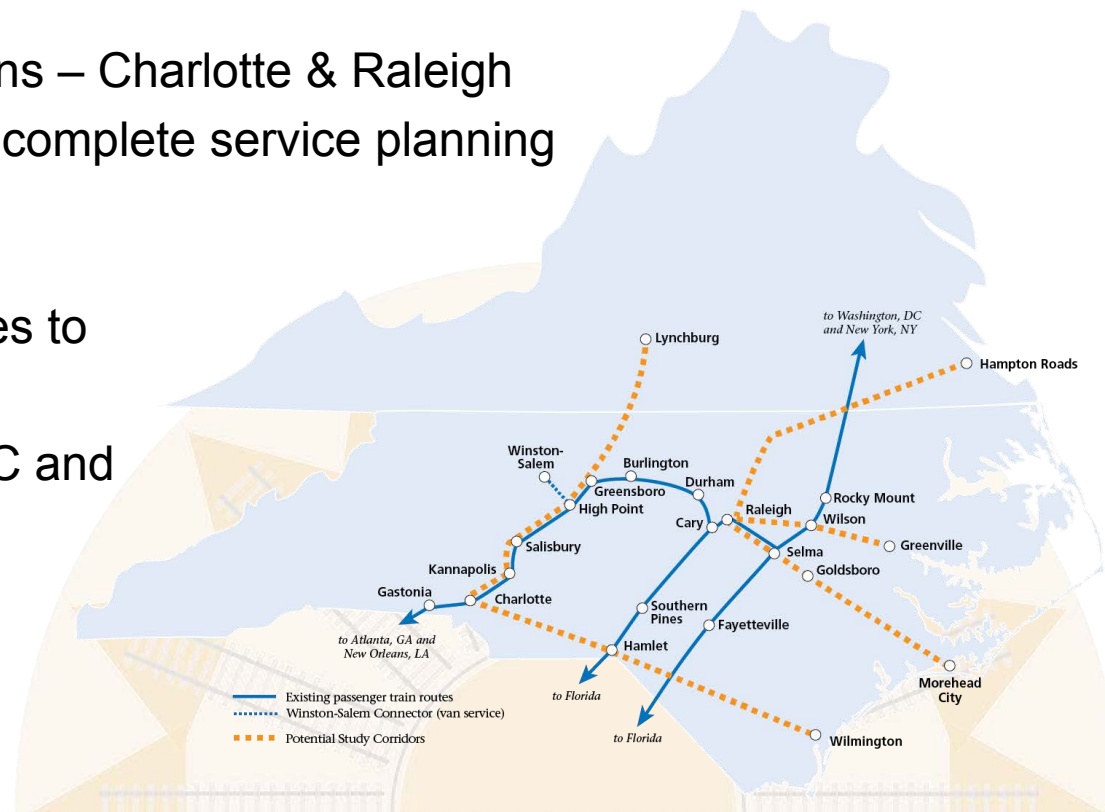 ns – Charlotte & Raleigh
complete service planning
es to
C and
to Washington, DC
and New York, NY
Lynchburg
Hampton Roads
Winston-
Salem
Burlington
Durham
Greensboro
High Point
Raleigh
Rocky Mount
Cary
Wilson
Greenville
Salisbury
Selma
Kannapolis
Goldsboro
Gastonia
Charlotte
Southern
Pines
Fayetteville
to Atlanta, GA and
New Orleans, LA
Hamlet
Morehead
City
to Florida
to Florida
Wilmington
Existing passenger train routes
Winston-Salem Connector (van service)
Potential Study Corridors